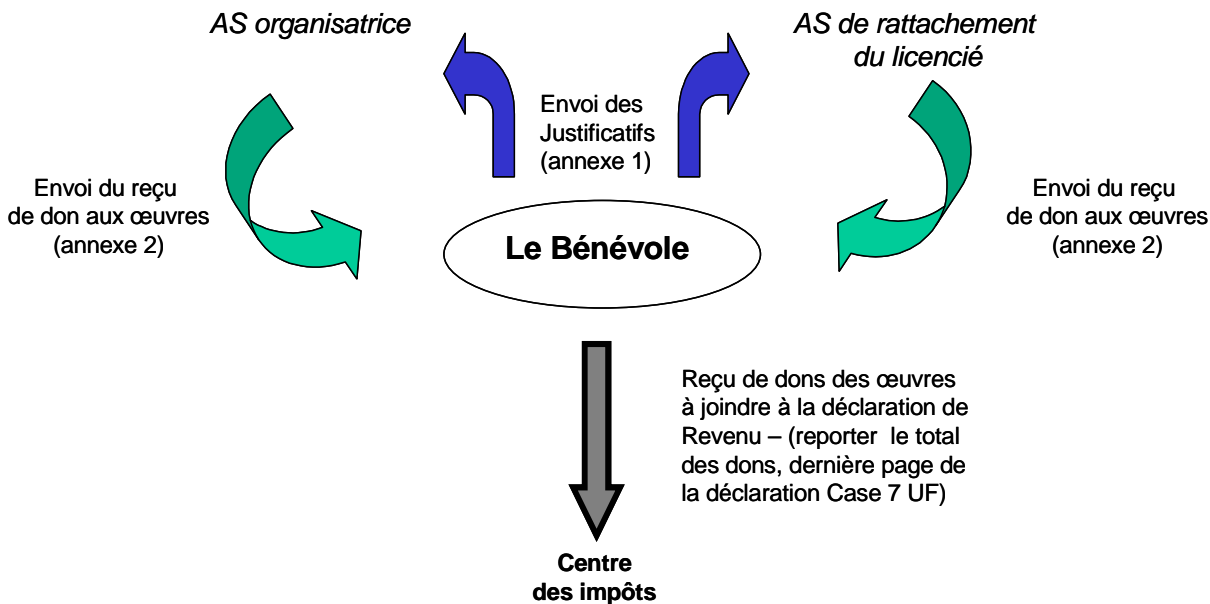 AS organisatrice
AS de rattachement
du licencié
Envoi des
Justificatifs
(annexe 1)
Envoi du reçu
de don aux œuvres
(annexe 2)
Le Bénévole
Envoi du reçu
de don aux œuvres
(annexe 2)
Reçu de dons des œuvres
à joindre à la déclaration de
Revenu – (reporter le total
des dons, dernière page de
la déclaration Case 7 UF)
Centre
des impôts